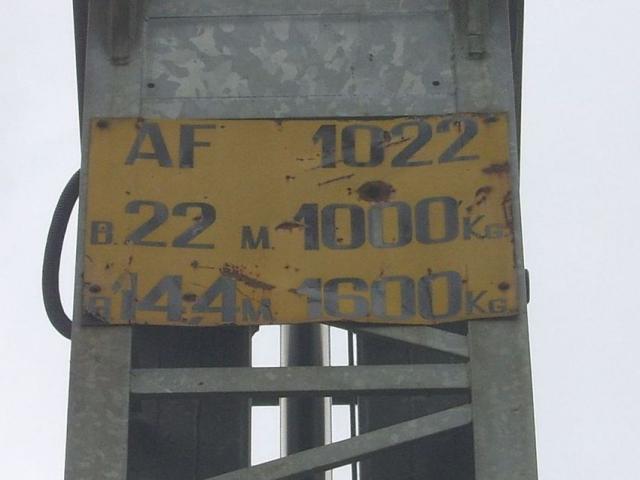 AF 1022
B. 22 M. 1000 Kg.
B. 14,4 M. 1600 Kg.